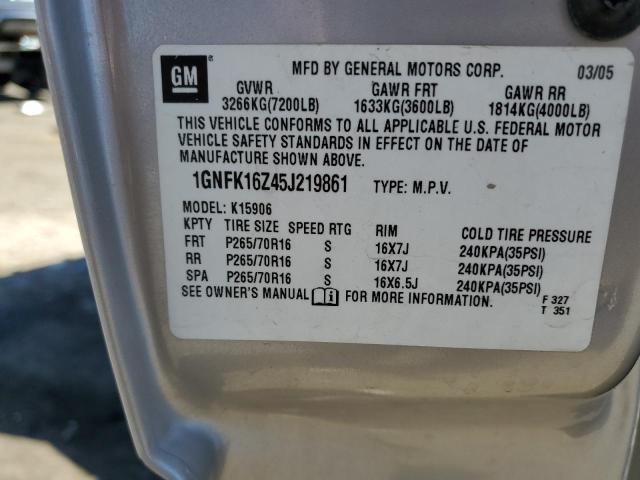 GM ®
MFD BY GENERAL MOTORS CORP. 03/05
GVWR GAWR FRT GAWR RR
3266KG(7200LB) 1633KG(3600LB) 1814KG(4000LB)
THIS VEHICLE CONFORMS TO ALL APPLICABLE U.S. FEDERAL MOTOR
VEHICLE SAFETY STANDARDS IN EFFECT ON THE DATE OF
MANUFACTURE SHOWN ABOVE.
1GNFK16Z45J219861 TYPE: M.P.V.
MODEL: K15906
KPTY TIRE SIZE SPEED RTG RIM COLD TIRE PRESSURE
FRT P265/70R16 S 16X7J 240KPA(35PSI)
RR P265/70R16 S 16X7J 240KPA(35PSI)
SPA P265/70R16 S 16X6.5J 240KPA(35PSI)
SEE OWNER'S MANUAL i FOR MORE INFORMATION. F 327
T 351